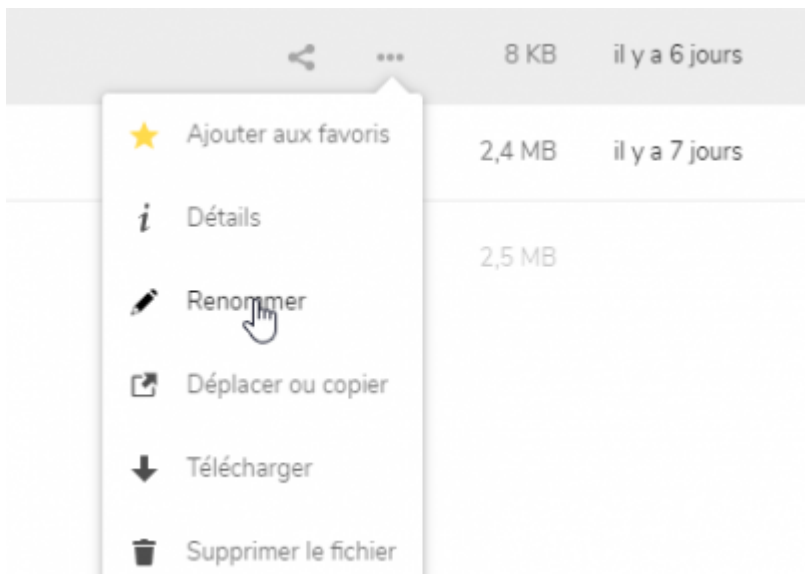 8 KB il y a 6 jours
Ajouter aux favoris
2,4 MB il y a 7 jours
Détails
2,5 MB
Renommer
Déplacer ou copier
Télécharger
Supprimer le fichier